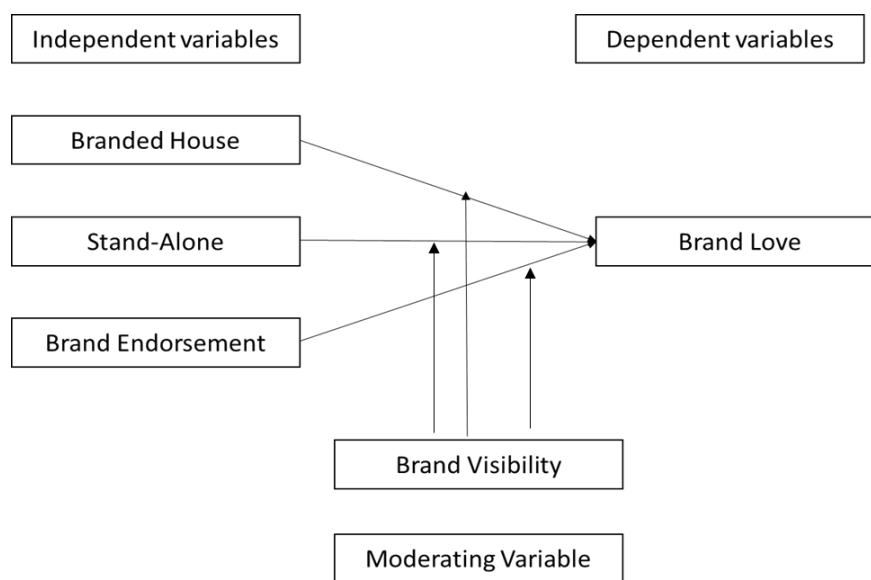 Independent variables
Dependent variables
Branded House
Stand-Alone
Brand Love
Brand Endorsement
Brand Visibility
Moderating Variable